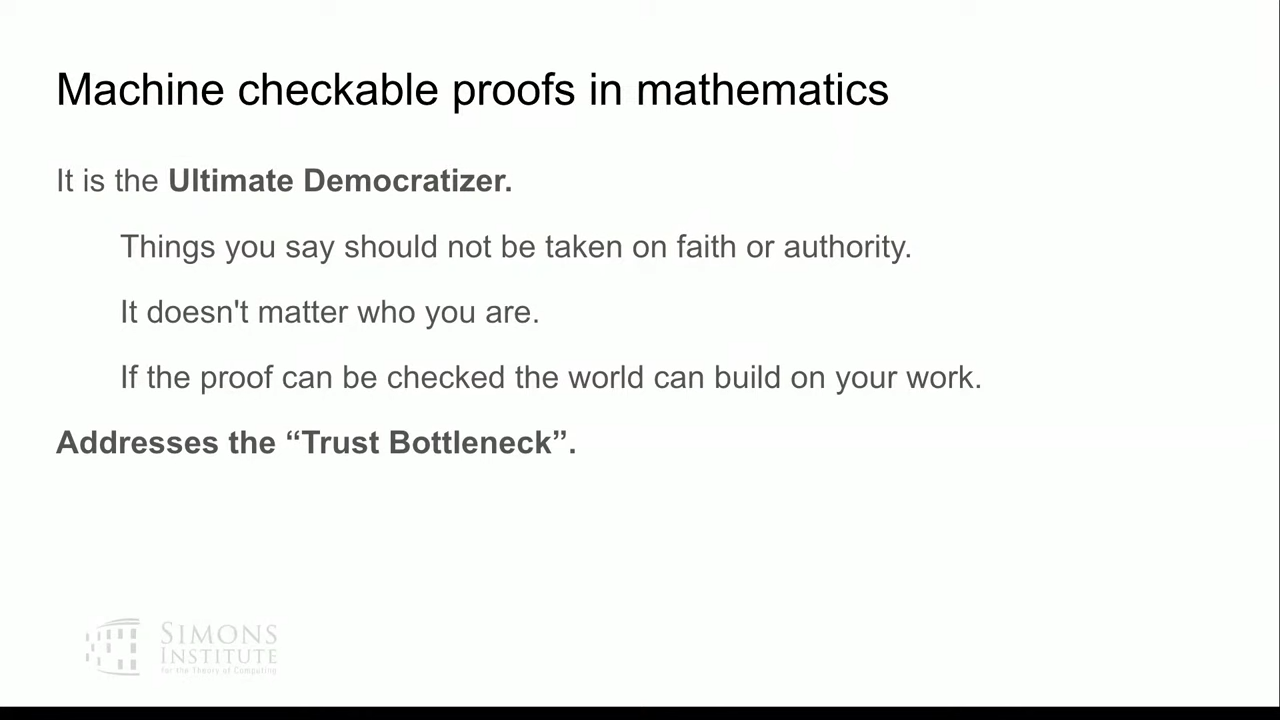 Machine checkable proofs in mathematics
It is the Ultimate Democratizer.
Things you say should not be taken on faith or authority.
It doesn't matter who you are.
If the proof can be checked the world can build on your work.
Addresses the “Trust Bottleneck”.
SIMONS
INSTITUTE
for the Theory of Computing